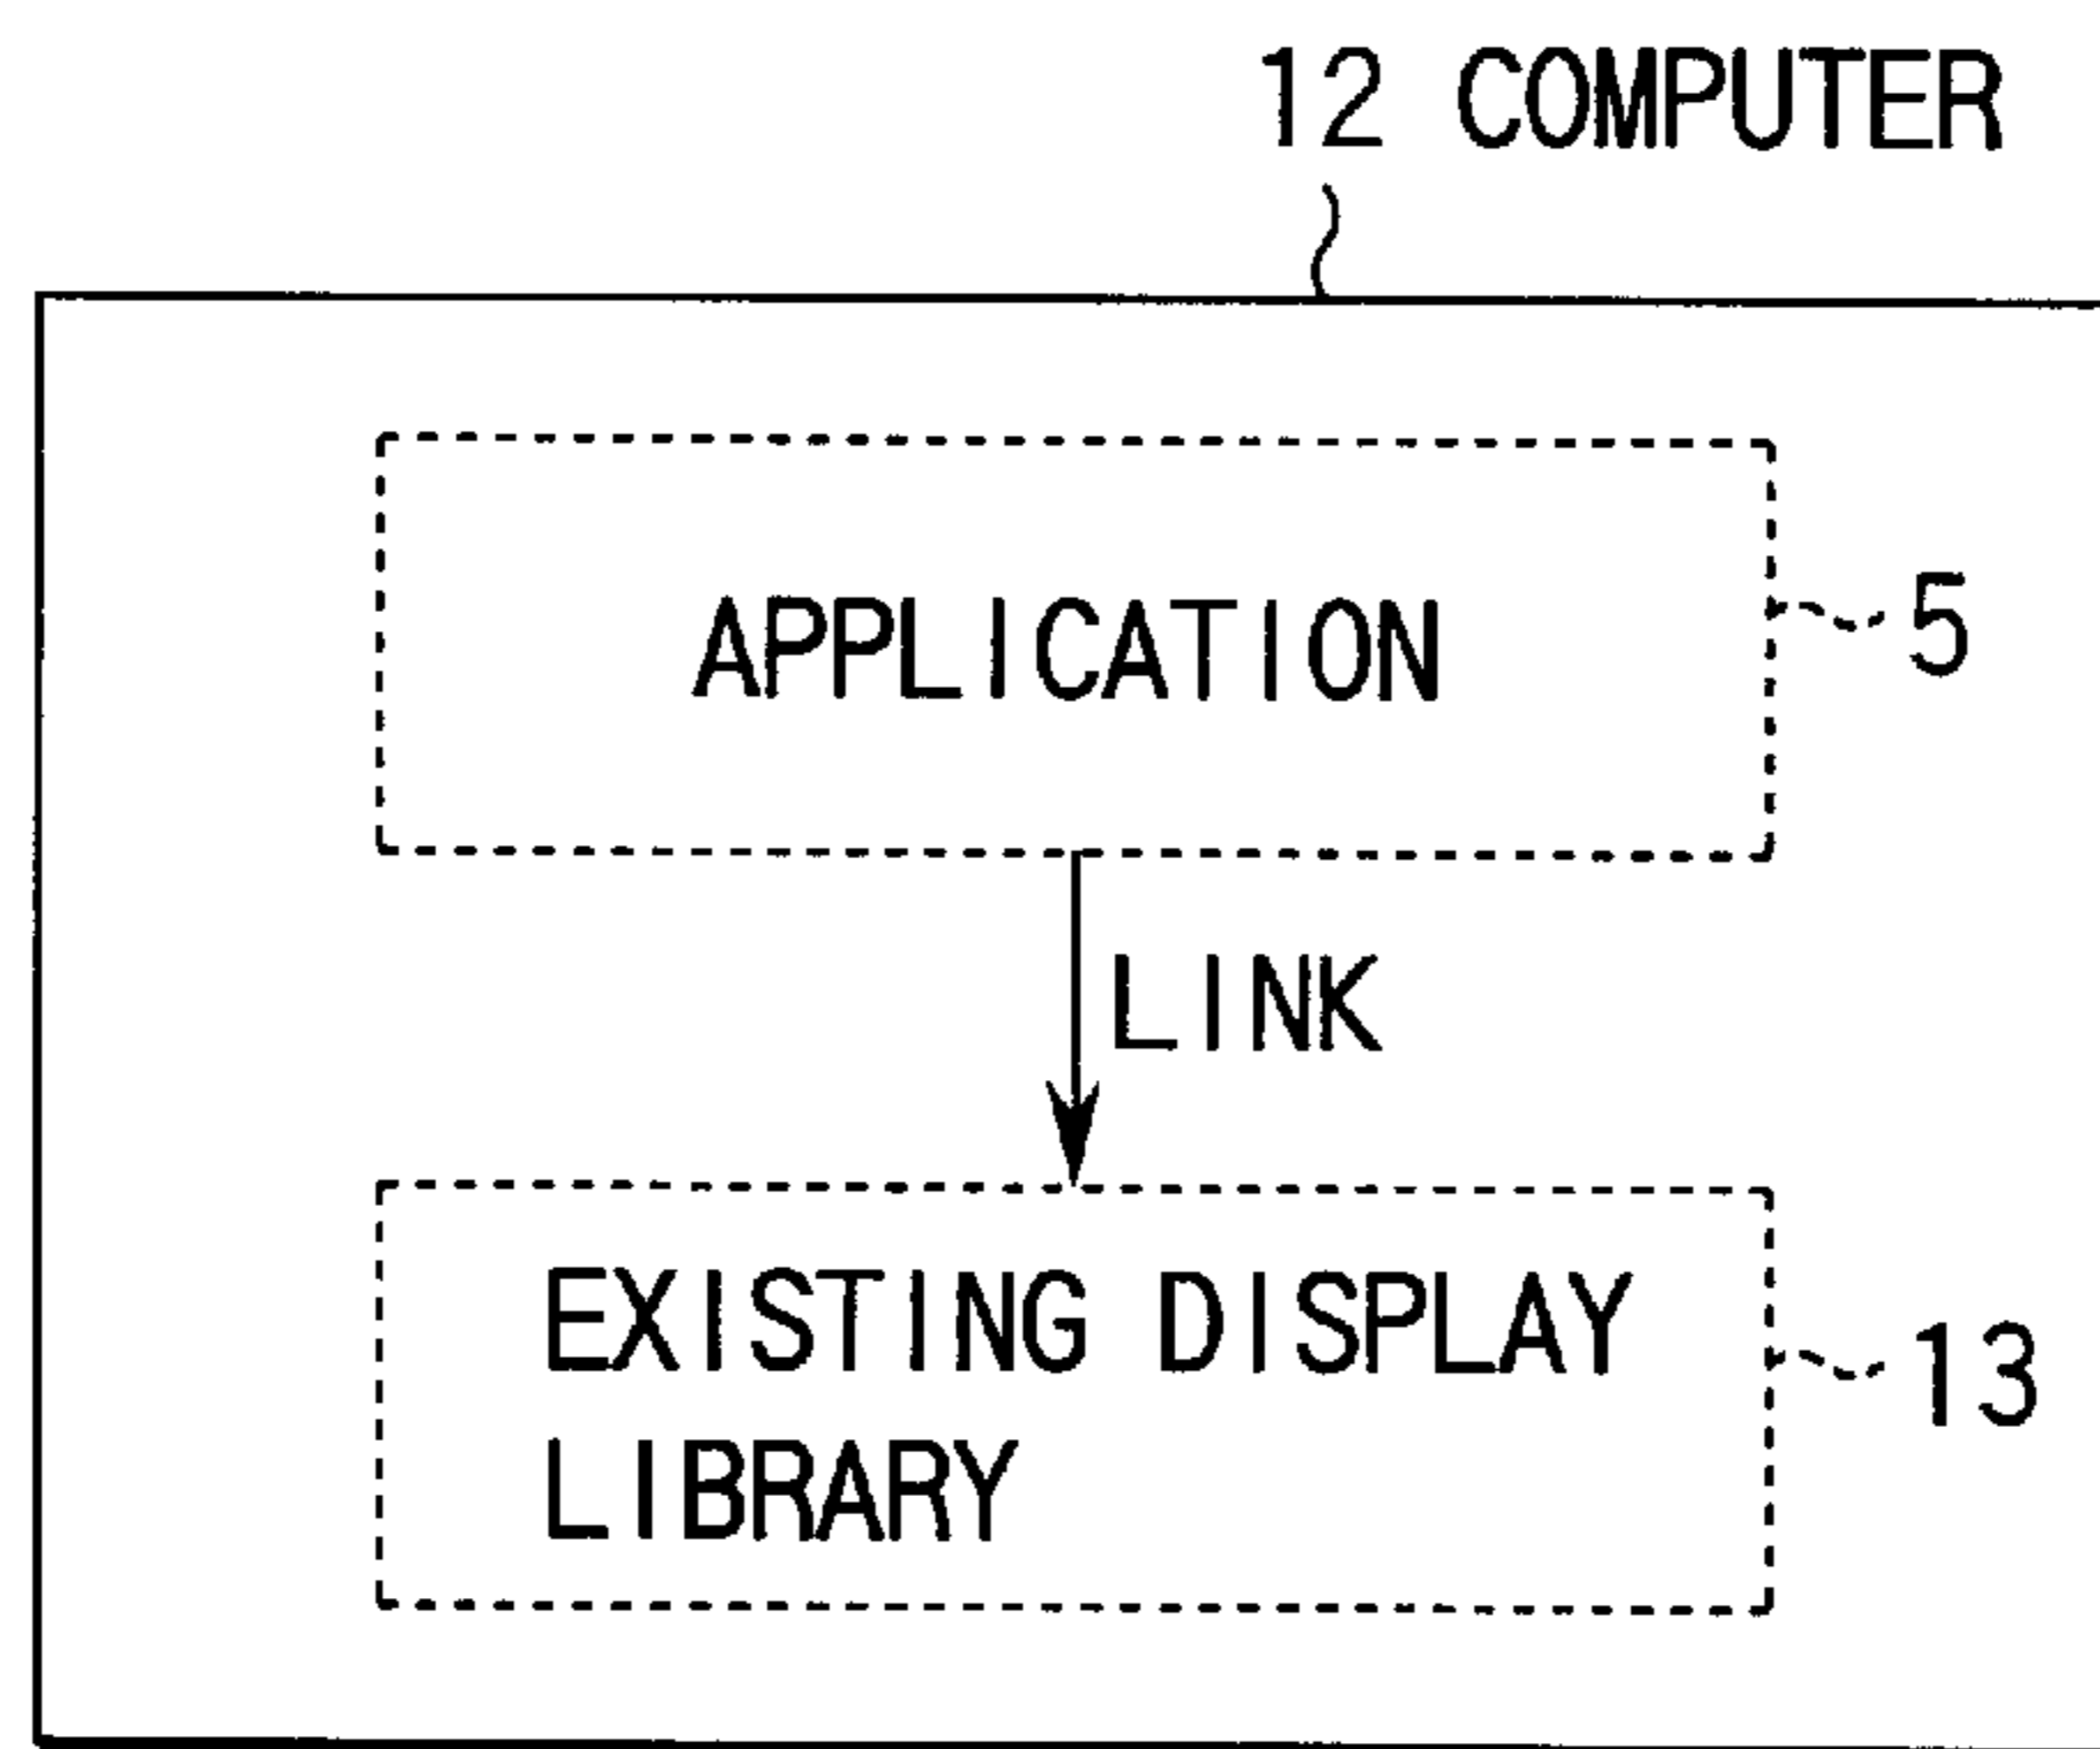 12 COMPUTER
APPLICATION
5
LINK
EXISTING DISPLAY
LIBRARY
13